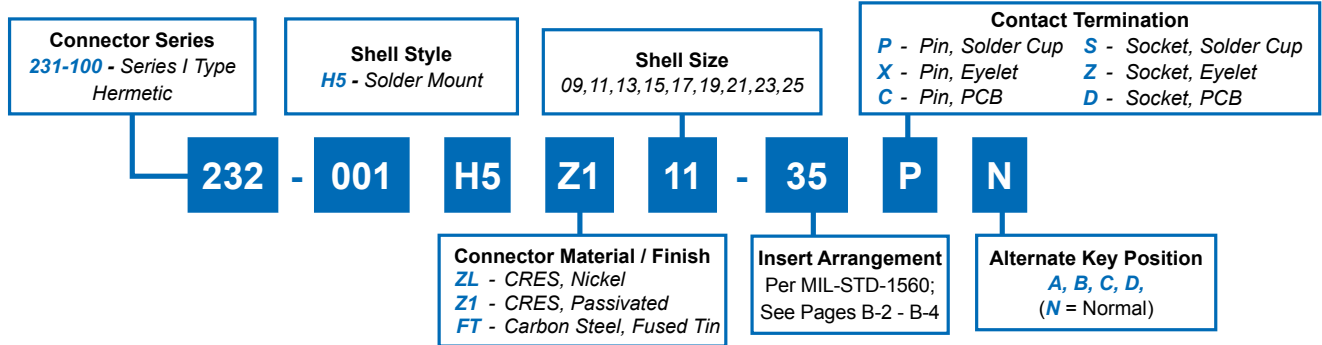 Connector Series
231-100 - Series I Type
Hermetic
Shell Style
H5 - Solder Mount
Shell Size
09,11,13,15,17,19,21,23,25
Contact Termination
P - Pin, Solder Cup S - Socket, Solder Cup
X - Pin, Eyelet Z - Socket, Eyelet
C - Pin, PCB D - Socket, PCB
232 - 001 H5 Z1 11 - 35 P N
Connector Material / Finish
ZL - CRES, Nickel
Z1 - CRES, Passivated
FT - Carbon Steel, Fused Tin
Insert Arrangement
Per MIL-STD-1560;
See Pages B-2 - B-4
Alternate Key Position
A, B, C, D,
(N = Normal)